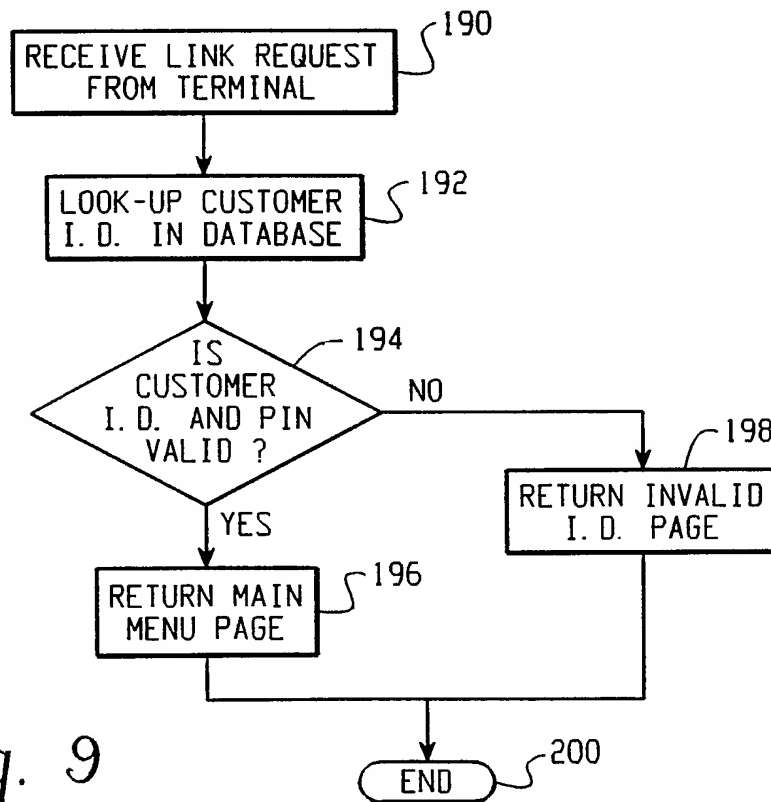 190
RECEIVE LINK REQUEST
FROM TERMINAL
192
LOOK-UP CUSTOMER
I.D. IN DATABASE
194
IS
CUSTOMER
I.D. AND PIN
VALID ?
NO
198
RETURN INVALID
I.D. PAGE
YES
196
RETURN MAIN
MENU PAGE
200
END
9